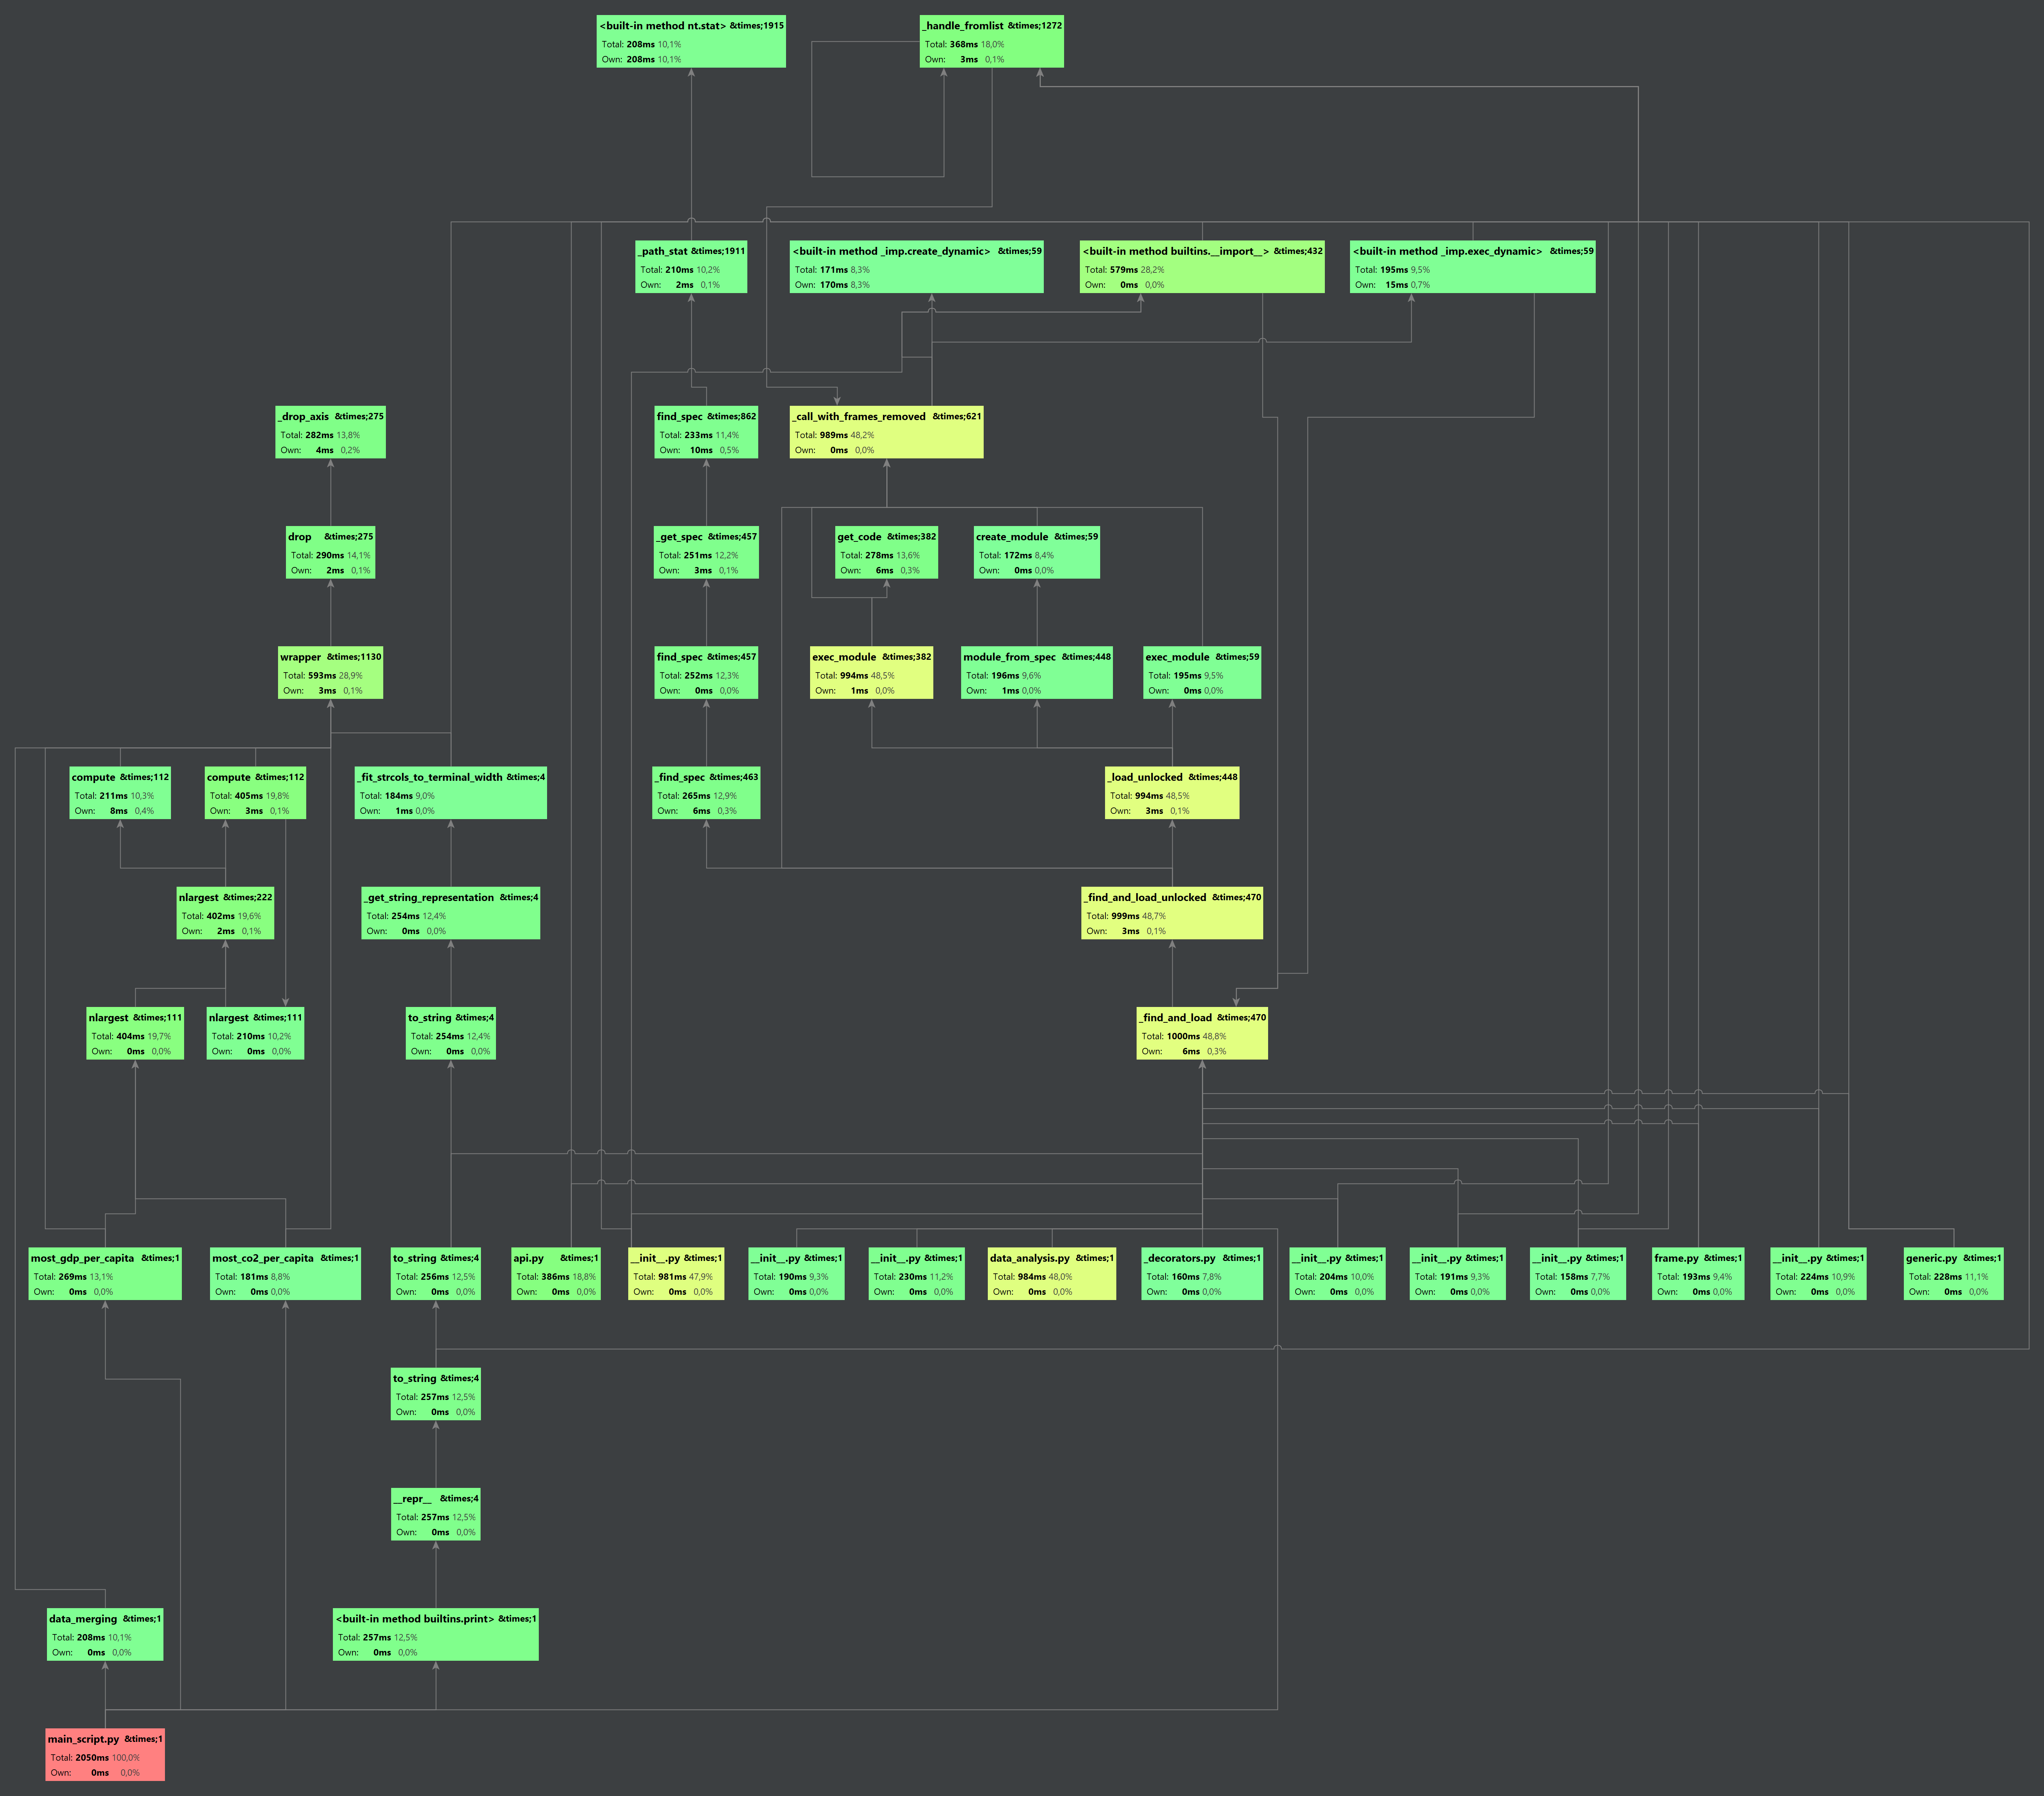 <built-in method nt.stat> &times;1915
Total: 208ms 10,1%
Own: 208ms 10,1%
_handle_fromlist &times;1272
Total: 368ms 18,0%
Own: 3ms 0,1%
_path_stat &times;1911
Total: 210ms 10,2%
Own: 2ms 0,1%
<built-in method _imp.create_dynamic> &times;59
Total: 171ms 8,3%
Own: 170ms 8,3%
<built-in method builtins.__import__> &times;432
Total: 579ms 28,2%
Own: 0ms 0,0%
<built-in method _imp.exec_dynamic> &times;59
Total: 195ms 9,5%
Own: 15ms 0,7%
_drop_axis &times;275
Total: 282ms 13,8%
Own: 4ms 0,2%
find_spec &times;862
Total: 233ms 11,4%
Own: 10ms 0,5%
_call_with_frames_removed &times;621
Total: 989ms 48,2%
Own: 0ms 0,0%
drop &times;275
Total: 290ms 14,1%
Own: 2ms 0,1%
_get_spec &times;457
Total: 251ms 12,2%
Own: 3ms 0,1%
get_code &times;382
Total: 278ms 13,6%
Own: 6ms 0,3%
create_module &times;59
Total: 172ms 8,4%
Own: 0ms 0,0%
wrapper &times;1130
Total: 593ms 28,9%
Own: 3ms 0,1%
find_spec &times;457
Total: 252ms 12,3%
Own: 0ms 0,0%
exec_module &times;382
Total: 994ms 48,5%
Own: 1ms 0,0%
module_from_spec &times;448
Total: 196ms 9,6%
Own: 1ms 0,0%
exec_module &times;59
Total: 195ms 9,5%
Own: 0ms 0,0%
compute &times;112
Total: 211ms 10,3%
Own: 8ms 0,4%
compute &times;112
Total: 405ms 19,8%
Own: 3ms 0,1%
_fit_strcols_to_terminal_width &times;4
Total: 184ms 9,0%
Own: 1ms 0,0%
_find_spec &times;463
Total: 265ms 12,9%
Own: 6ms 0,3%
_load_unlocked &times;448
Total: 994ms 48,5%
Own: 3ms 0,1%
nlargest &times;222
Total: 402ms 19,6%
Own: 2ms 0,1%
_get_string_representation &times;4
Total: 254ms 12,4%
Own: 0ms 0,0%
_find_and_load_unlocked &times;470
Total: 999ms 48,7%
Own: 3ms 0,1%
nlargest &times;111
Total: 404ms 19,7%
Own: 0ms 0,0%
nlargest &times;111
Total: 210ms 10,2%
Own: 0ms 0,0%
to_string &times;4
Total: 254ms 12,4%
Own: 0ms 0,0%
_find_and_load &times;470
Total: 1000ms 48,8%
Own: 6ms 0,3%
most_gdp_per_capita &times;1
Total: 269ms 13,1%
Own: 0ms 0,0%
most_co2_per_capita &times;1
Total: 181ms 8,8%
Own: 0ms 0,0%
to_string &times;4
Total: 256ms 12,5%
Own: 0ms 0,0%
api.py &times;1
Total: 386ms 18,8%
Own: 0ms 0,0%
__init__.py &times;1
Total: 981ms 47,9%
Own: 0ms 0,0%
__init__.py &times;1
Total: 190ms 9,3%
Own: 0ms 0,0%
__init__.py &times;1
Total: 230ms 11,2%
Own: 0ms 0,0%
data_analysis.py &times;1
Total: 984ms 48,0%
Own: 0ms 0,0%
_decorators.py &times;1
Total: 160ms 7,8%
Own: 0ms 0,0%
__init__.py &times;1
Total: 204ms 10,0%
Own: 0ms 0,0%
__init__.py &times;1
Total: 191ms 9,3%
Own: 0ms 0,0%
__init__.py &times;1
Total: 158ms 7,7%
Own: 0ms 0,0%
frame.py &times;1
Total: 193ms 9,4%
Own: 0ms 0,0%
__init__.py &times;1
Total: 224ms 10,9%
Own: 0ms 0,0%
generic.py &times;1
Total: 228ms 11,1%
Own: 0ms 0,0%
to_string &times;4
Total: 257ms 12,5%
Own: 0ms 0,0%
__repr__ &times;4
Total: 257ms 12,5%
Own: 0ms 0,0%
data_merging &times;1
Total: 208ms 10,1%
Own: 0ms 0,0%
<built-in method builtins.print> &times;1
Total: 257ms 12,5%
Own: 0ms 0,0%
main_script.py &times;1
Total: 2050ms 100,0%
Own: 0ms 0,0%